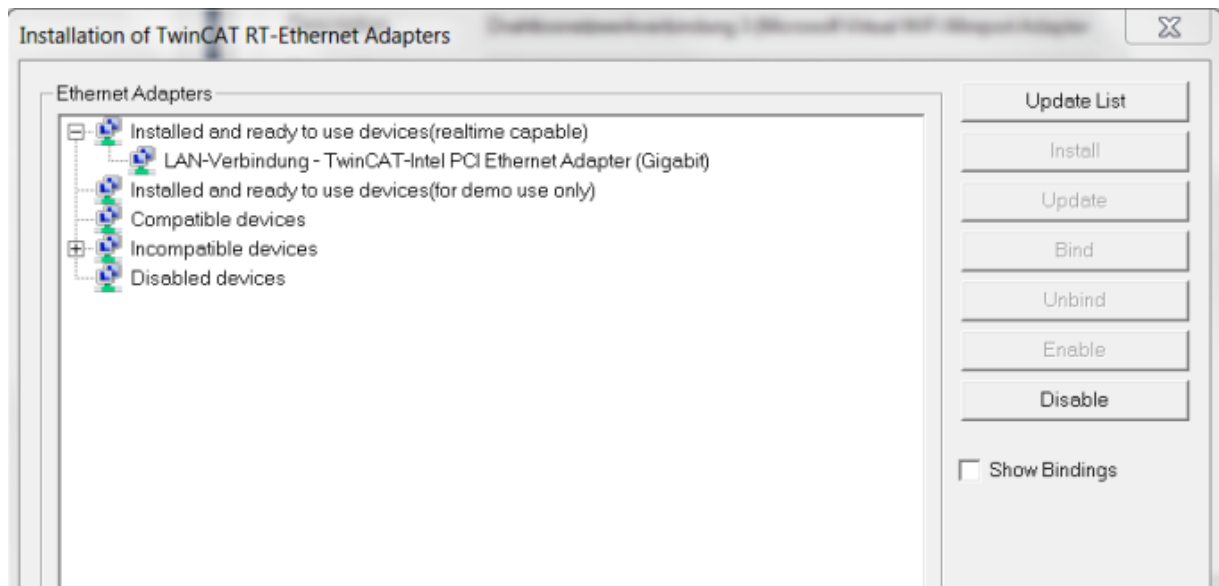 Installation of TwinCAT RT-Ethernet Adapters
Ethernet Adapters
Installed and ready to use devices(realtime capable)
LAN-Verbindung - TwinCAT-Intel PCI Ethernet Adapter (Gigabit)
Installed and ready to use devices(for demo use only)
Compatible devices
Incompatible devices
Disabled devices
Update List
Install
Update
Bind
Unbind
Enable
Disable
Show Bindings